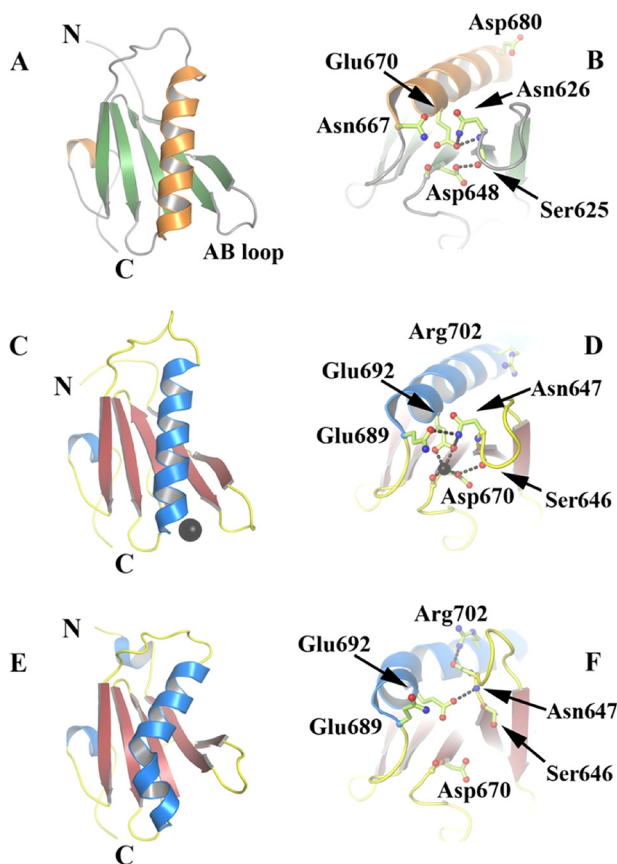 N
A
AB loop
C
Asp680
Glu670
B
Asn626
Asn667
Asp648
Ser625
C
N
C
Arg702
D
Glu692
Asn647
Glu689
Asp670
Ser646
E
N
C
Arg702
F
Glu692
Asn647
Glu689
Ser646
Asp670